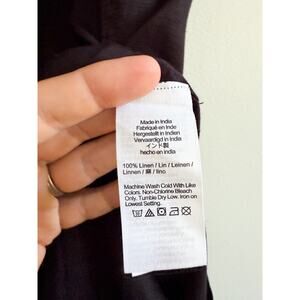 Made in India
Fabriqué en Inde
Hergestellt in Indien
Vervaardigd in India
インド製
hecho en india
100% Linen / Lin / Leinen /
Linnen / 麻 / lino
Machine Wash Cold With Like
Colors. Non-Chlorine Bleach
Only. Tumble Dry Low. Iron on
Lowest Setting.